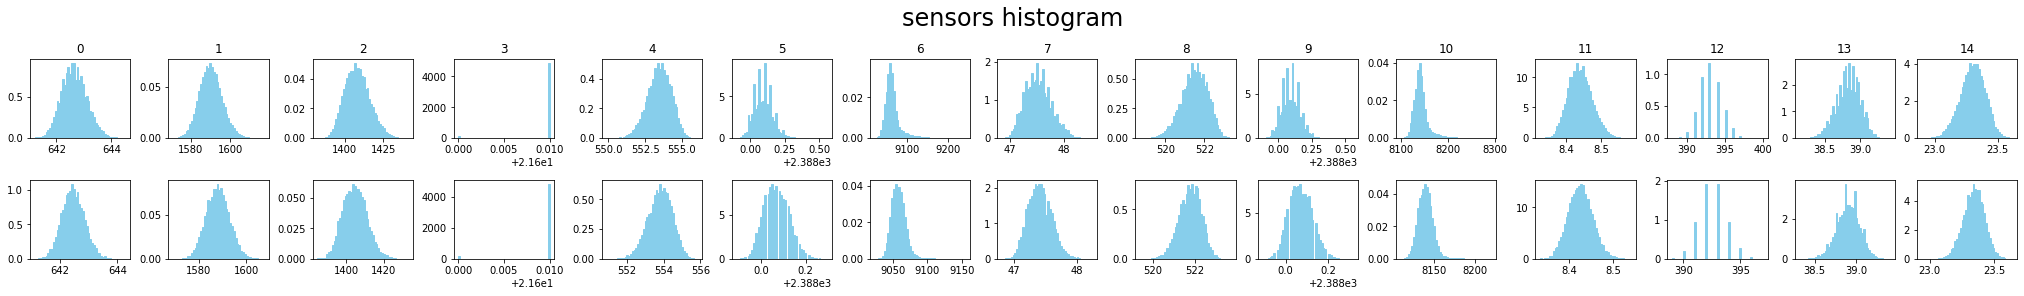 sensors histogram
0 1 2 3 4 5 6 7 8 9 10 11 12 13 14
0.5 0.0 642 644
0.05 0.00 1580 1600
0.04 0.02 0.00 1400 1425
4000 2000 0 0.000 0.005 0.010 +2.16e1
0.4 0.2 0.0 550.0 552.5 555.0
5 0 0.00 0.25 0.50 +2.388e3
0.02 0.00 9100 9200
2 1 0 47 48
0.50 0.25 0.00 520 522
5 0 0.00 0.25 0.50 +2.388e3
0.04 0.02 0.00 8100 8200 8300
10 5 0 8.4 8.5
1.0 0.5 0.0 390 395 400
2 1 0 38.5 39.0
4 2 0 23.0 23.5
1.0 0.5 0.0 642 644
0.05 0.00 1580 1600
0.050 0.025 0.000 1400 1420
4000 2000 0 0.000 0.005 0.010 +2.16e1
0.50 0.25 0.00 552 554 556
5 0 0.0 0.2 +2.388e3
0.04 0.02 0.00 9050 9100 9150
2 1 0 47 48
0.5 0.0 520 522
5 0 0.0 0.2 +2.388e3
0.04 0.02 0.00 8150 8200
10 0 8.4 8.5
2 1 0 390 395
2 0 38.5 39.0
4 2 0 23.0 23.5